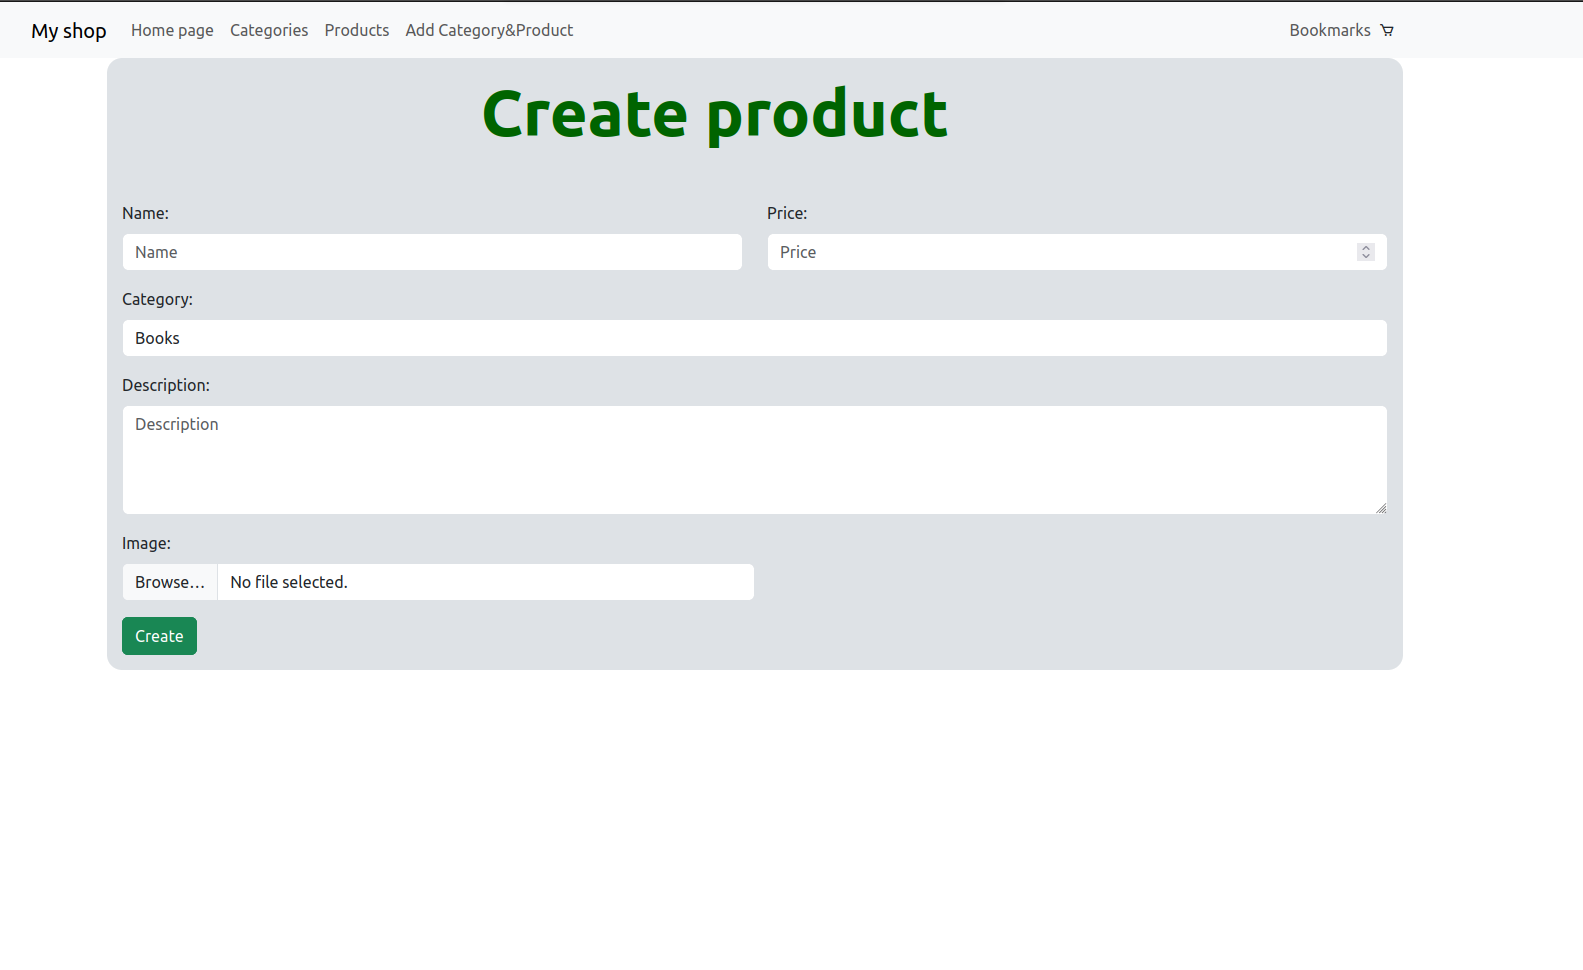 My shop Home page Categories Products Add Category&Product Bookmarks
Create product
Name: Price:
Name Price
Category:
Books
Description:
Description
Image:
Browse… No file selected.
Create